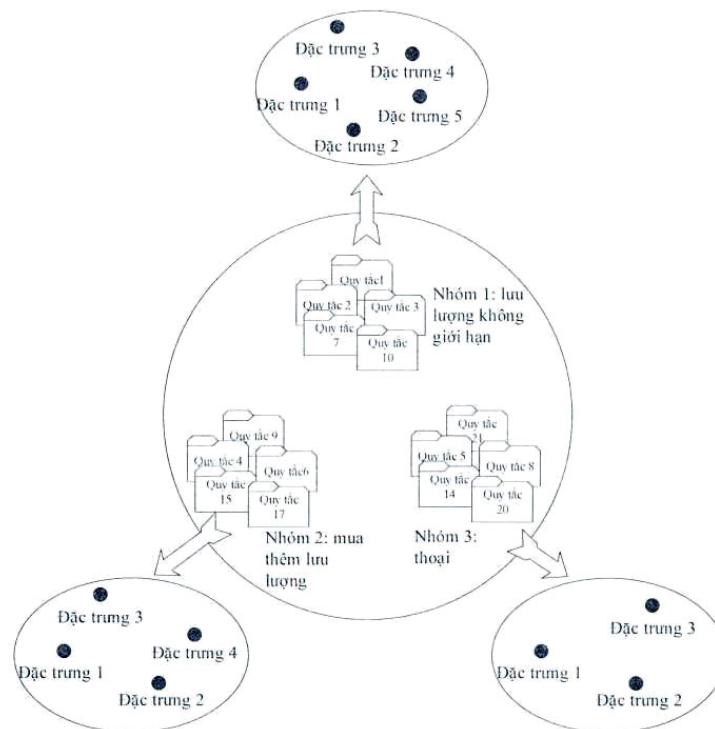 Đặc trưng 3
Đặc trưng 4
Đặc trưng 1
Đặc trưng 5
Đặc trưng 2
Quy tắc1
Quy tắc 2
Quy tắc 3
Quy tắc
7
Quy tắc
10
Nhóm 1: lưu
lượng không
giới hạn
Quy tắc 9
Quy tắc 4
Quy tắc6
Quy tắc
15
Quy tắc
17
Nhóm 2: mua
thêm lưu
lượng
Quy tắc
21
Quy tắc 5
Quy tắc 8
Quy tắc
14
Quy tắc
20
Nhóm 3:
thoại
Đặc trưng 3
Đặc trưng 4
Đặc trưng 1
Đặc trưng 2
Đặc trưng 3
Đặc trưng 1
Đặc trưng 2